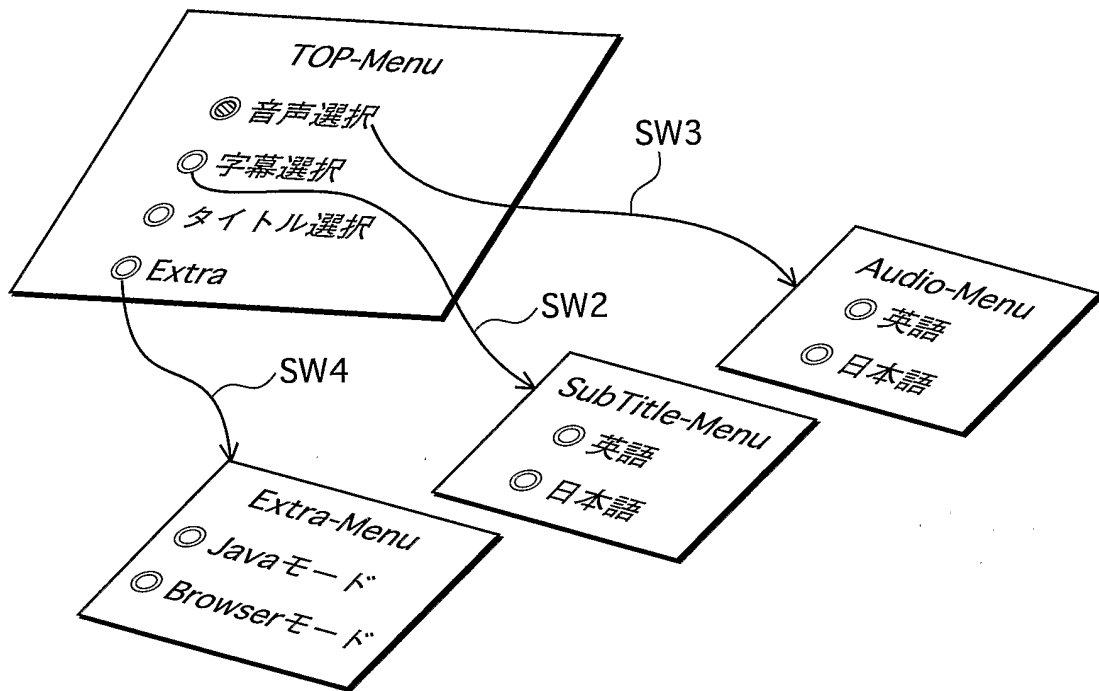 TOP-Menu
音声選択
字幕選択
タイトル選択
Extra
SW3
SW2
SW4
Audio-Menu
英語
日本語
SubTitle-Menu
英語
日本語
Extra-Menu
Javaモード
Browserモード